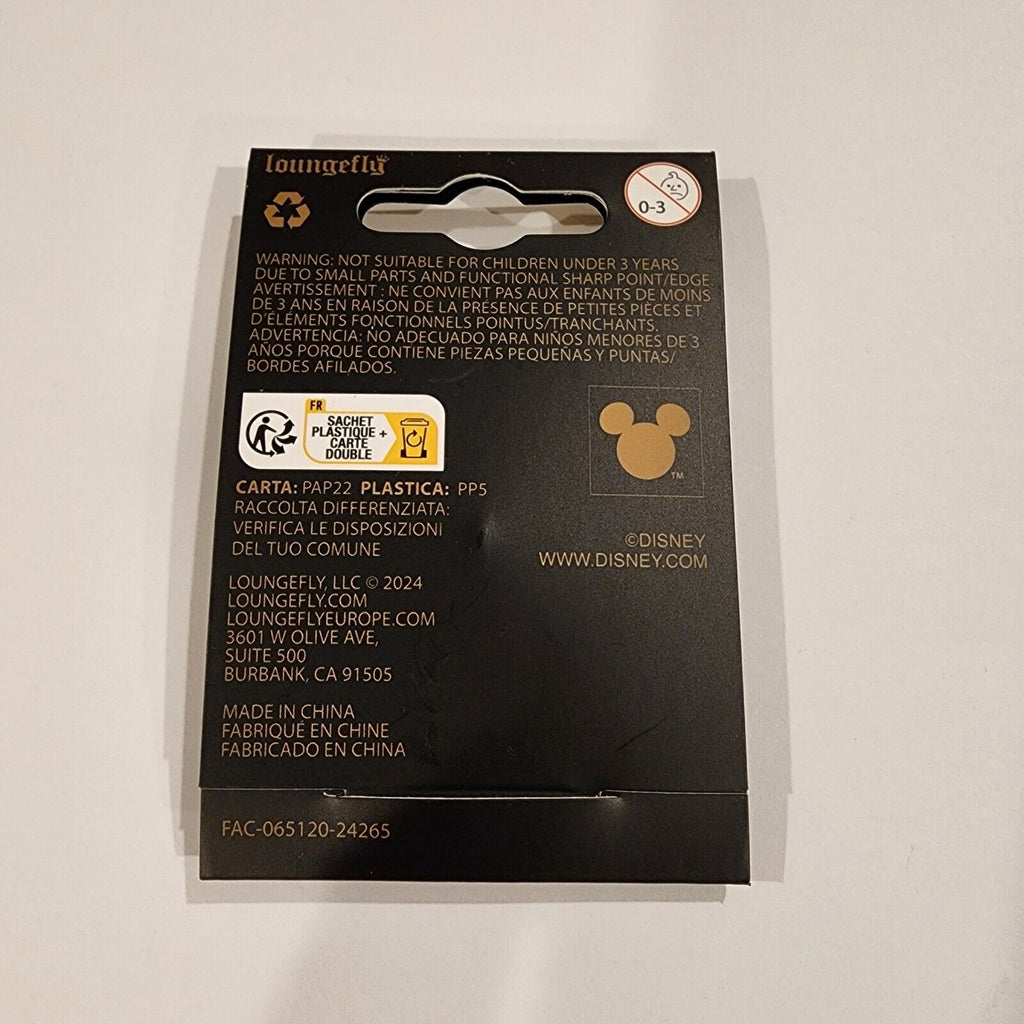 loungefly
0-3
WARNING: NOT SUITABLE FOR CHILDREN UNDER 3 YEARS
DUE TO SMALL PARTS AND FUNCTIONAL SHARP POINT/EDGE.
AVERTISSEMENT : NE CONVIENT PAS AUX ENFANTS DE MOINS
DE 3 ANS EN RAISON DE LA PRÉSENCE DE PETITES PIÈCES ET
D'ÉLÉMENTS FONCTIONNELS POINTUS/TRANCHANTS.
ADVERTENCIA: NO ADECUADO PARA NIÑOS MENORES DE 3
AÑOS PORQUE CONTIENE PIEZAS PEQUEÑAS Y PUNTAS/
BORDES AFILADOS.
FR
SACHET
PLASTIQUE +
CARTE
DOUBLE
TM
CARTA: PAP22 PLASTICA: PP5
RACCOLTA DIFFERENZIATA:
VERIFICA LE DISPOSIZIONI
DEL TUO COMUNE
©DISNEY
WWW.DISNEY.COM
LOUNGEFLY, LLC © 2024
LOUNGEFLY.COM
LOUNGEFLYEUROPE.COM
3601 W OLIVE AVE,
SUITE 500
BURBANK, CA 91505
MADE IN CHINA
FABRIQUÉ EN CHINE
FABRICADO EN CHINA
FAC-065120-24265